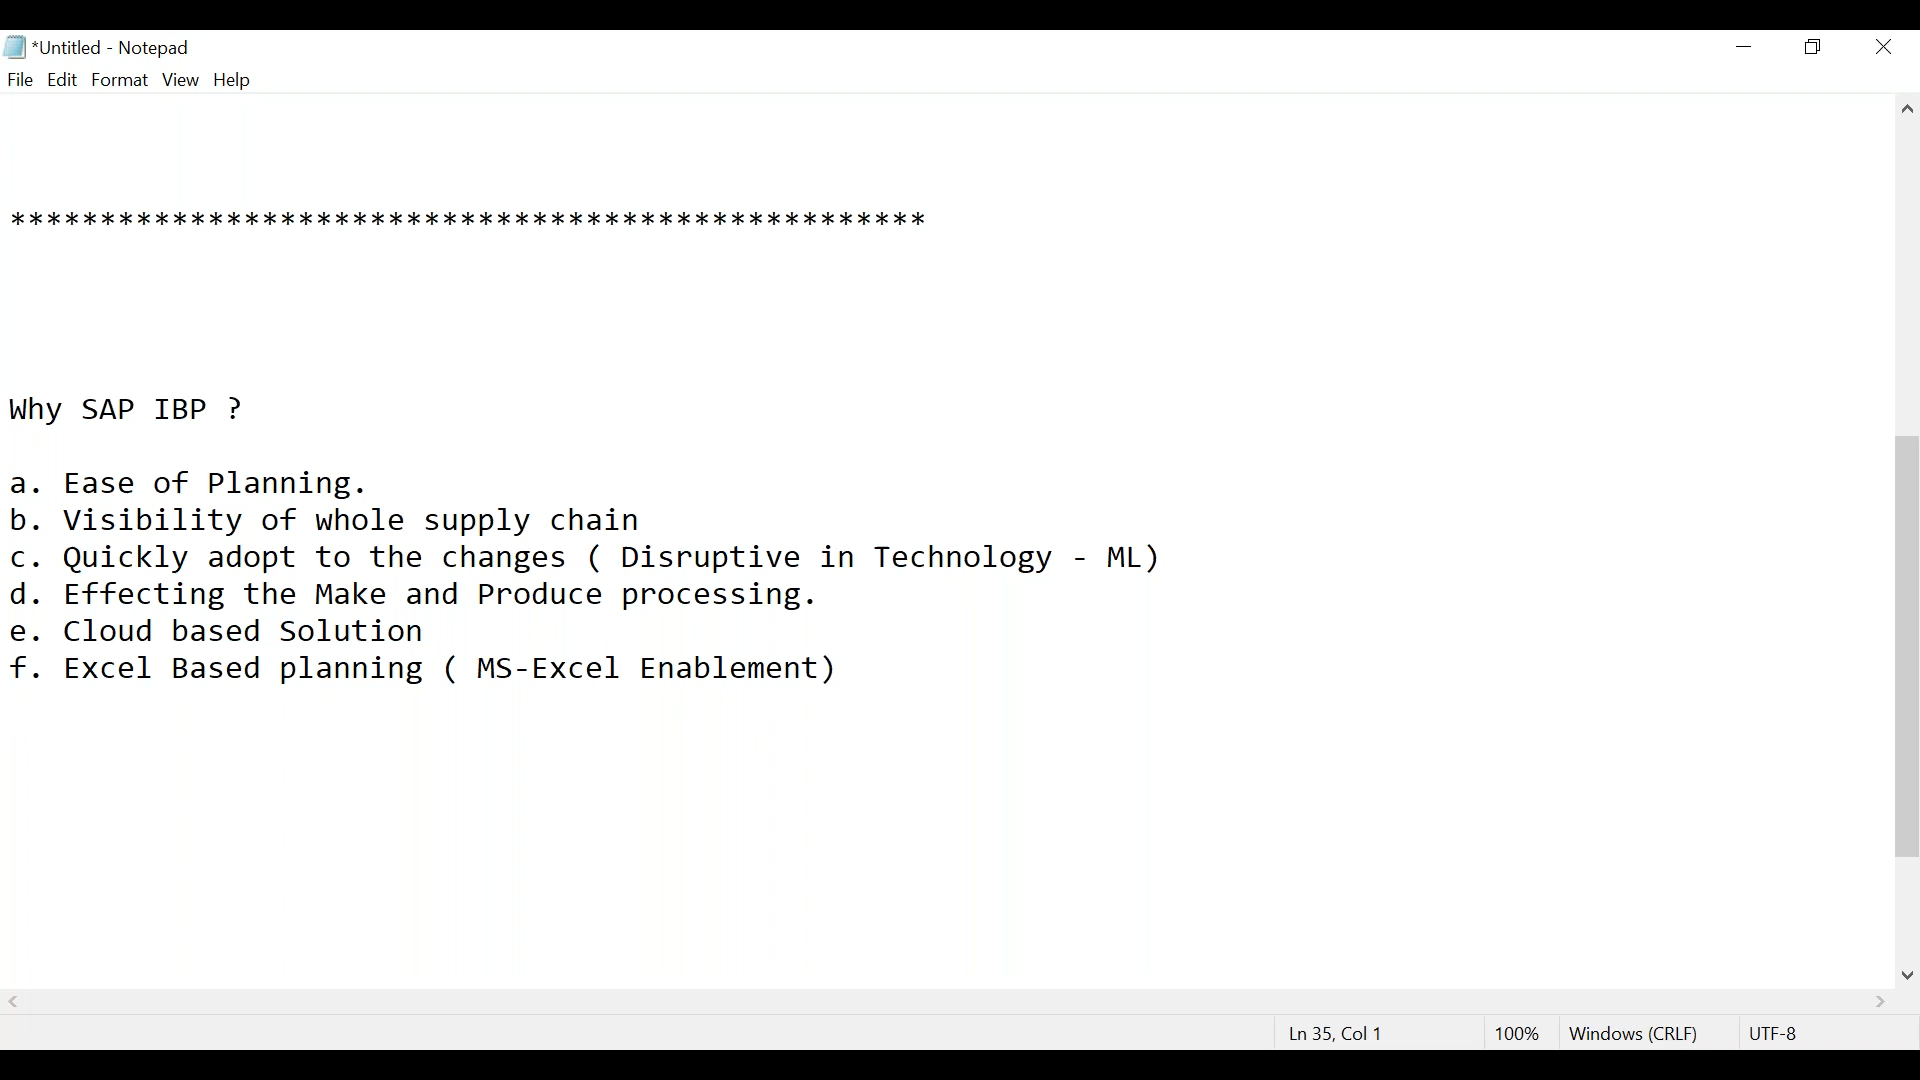 *Untitled - Notepad
File Edit Format View Help
***************************************************
Why SAP IBP ?
a. Ease of Planning.
b. Visibility of whole supply chain
c. Quickly adopt to the changes ( Disruptive in Technology - ML)
d. Effecting the Make and Produce processing.
e. Cloud based Solution
f. Excel Based planning ( MS-Excel Enablement)
Ln 35, Col 1 100% Windows (CRLF) UTF-8